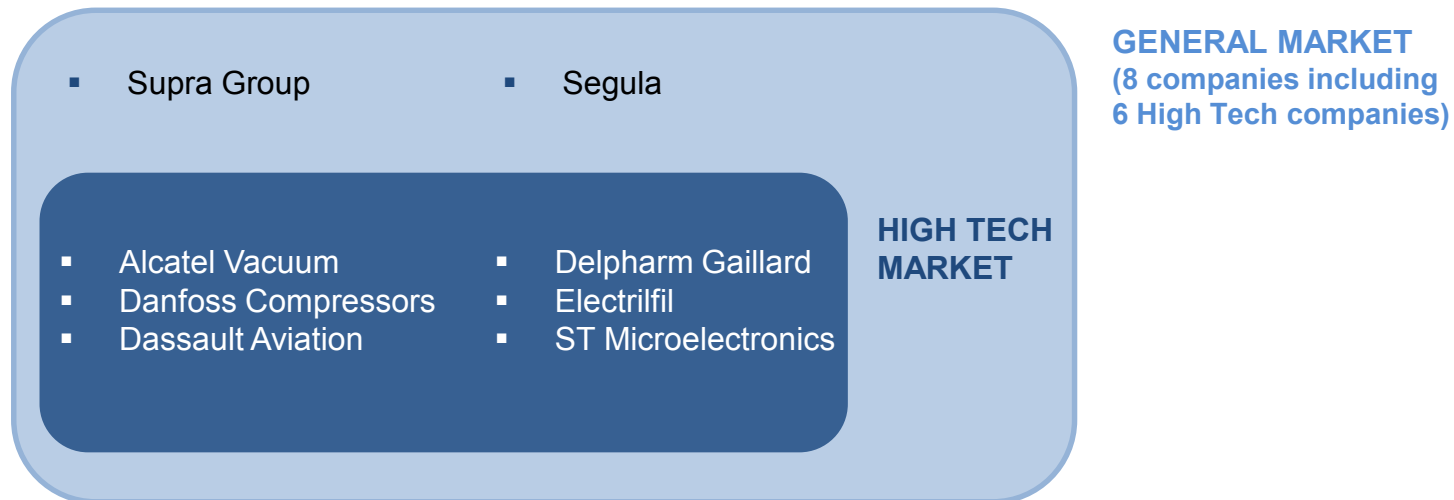 GENERAL MARKET
(8 companies including
6 High Tech companies)
▪ Supra Group
▪ Segula
HIGH TECH
MARKET
▪ Alcatel Vacuum
▪ Danfoss Compressors
▪ Dassault Aviation
▪ Delpharm Gaillard
▪ Electrilfil
▪ ST Microelectronics